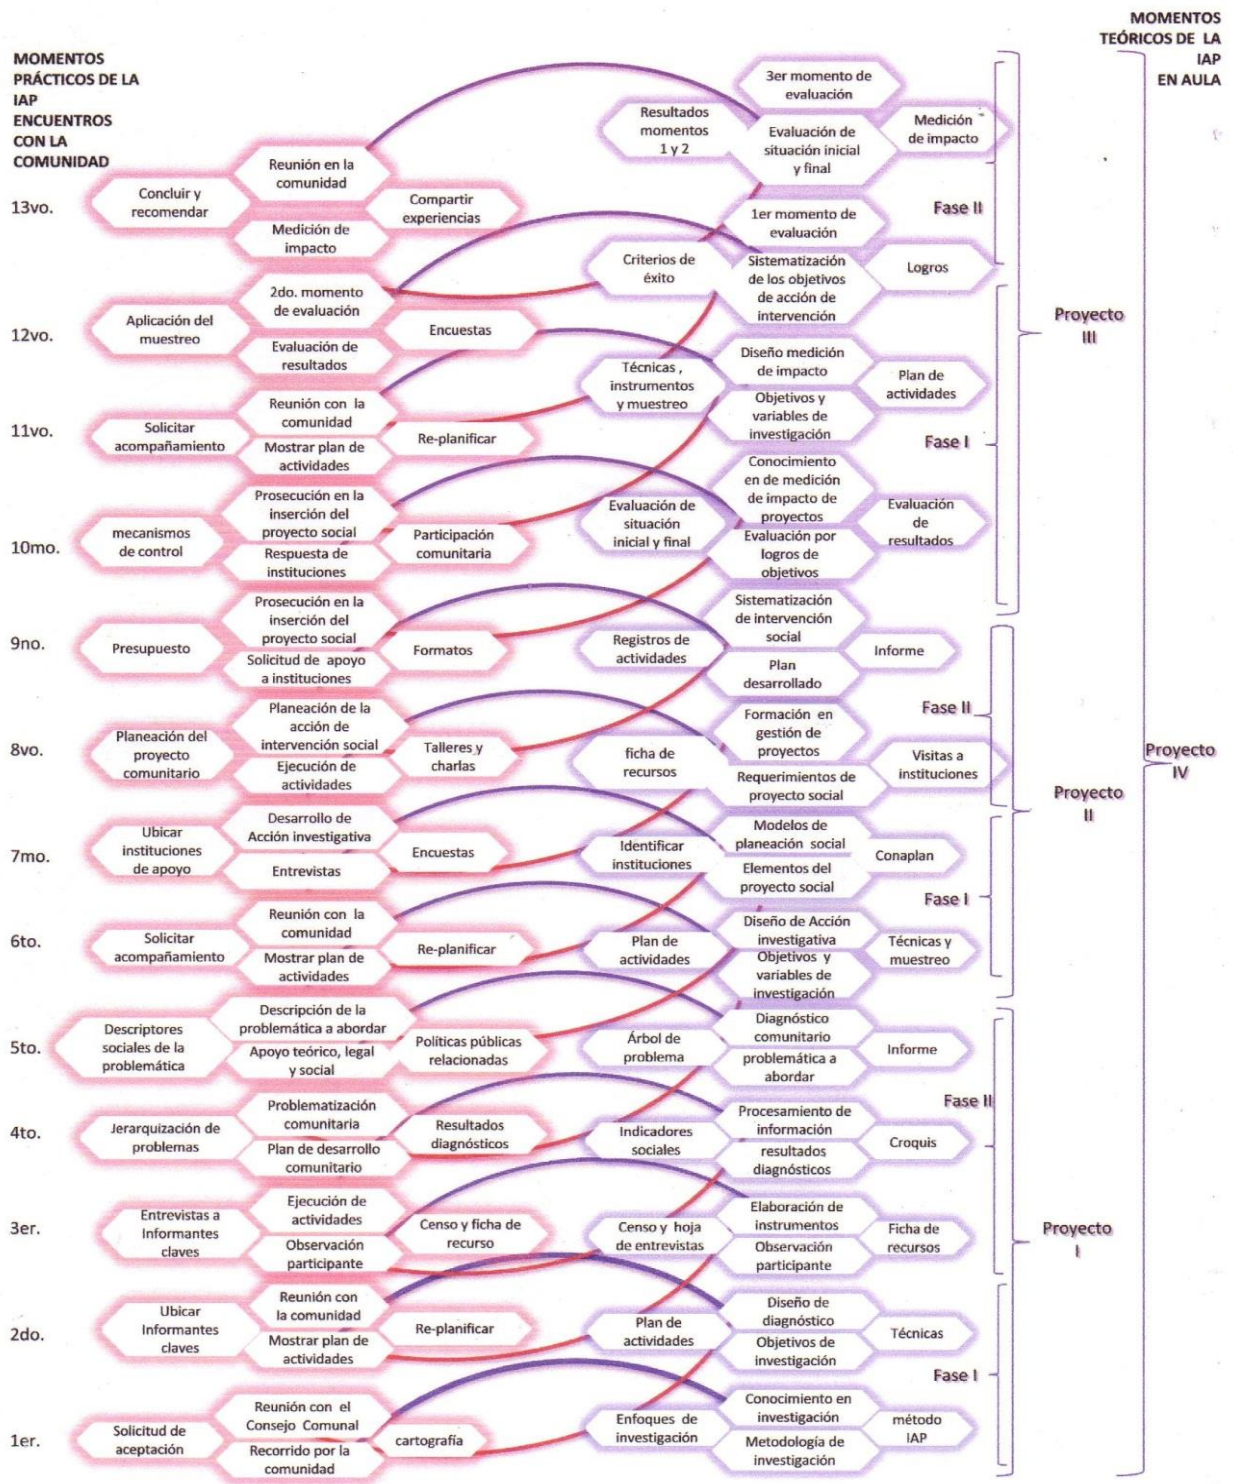 MOMENTOS
TEÓRICOS DE LA
IAP
EN AULA
MOMENTOS
PRÁCTICOS DE LA
IAP
ENCUENTROS
CON LA
COMUNIDAD
13vo.
Concluir y
recomendar
Reunión en la
comunidad
Medición de
impacto
Compartir
experiencias
Resultados
momentos
1 y 2
3er momento de
evaluación
Evaluación de
situación inicial
y final
Medición
de impacto
Fase II
12vo.
Aplicación del
muestreo
2do. momento
de evaluación
Evaluación de
resultados
Encuestas
Criterios de
éxito
1er momento de
evaluación
Sistematización
de los objetivos
de acción de
intervención
Logros
Proyecto
III
11vo.
Solicitar
acompañamiento
Reunión con la
comunidad
Mostrar plan de
actividades
Re-planificar
Técnicas ,
instrumentos
y muestreo
Diseño medición
de impacto
Objetivos y
variables de
investigación
Plan de
actividades
Fase I
10mo.
mecanismos
de control
Prosecución en la
inserción del
proyecto social
Respuesta de
instituciones
Participación
comunitaria
Evaluación de
situación
inicial y final
Conocimiento
en de medición
de impacto de
proyectos
Evaluación por
logros de
objetivos
Evaluación
de
resultados
9no.
Presupuesto
Prosecución en la
inserción del
proyecto social
Solicitud de apoyo
a instituciones
Formatos
Registros de
actividades
Sistematización
de intervención
social
Plan
desarrollado
Informe
Fase II
8vo.
Planeación del
proyecto
comunitario
Planeación de la
acción de
intervención social
Ejecución de
actividades
Talleres y
charlas
ficha de
recursos
Formación en
gestión de
proyectos
Requerimientos de
proyecto social
Visitas a
instituciones
Proyecto
IV
Proyecto
II
7mo.
Ubicar
instituciones
de apoyo
Desarrollo de
Acción investigativa
Entrevistas
Encuestas
Identificar
instituciones
Modelos de
planeación social
Elementos del
proyecto social
Conaplan
Fase I
6to.
Solicitar
acompañamiento
Reunión con la
comunidad
Mostrar plan de
actividades
Re-planificar
Plan de
actividades
Diseño de Acción
investigativa
Objetivos y
variables de
investigación
Técnicas y
muestreo
5to.
Descriptores
sociales de la
problemática
Descripción de la
problemática a abordar
Apoyo teórico, legal
y social
Políticas públicas
relacionadas
Árbol de
problema
Diagnóstico
comunitario
problemática a
abordar
Informe
Fase II
4to.
Jerarquización de
problemas
Problematización
comunitaria
Plan de desarrollo
comunitario
Resultados
diagnósticos
Indicadores
sociales
Procesamiento de
información
resultados
diagnósticos
Croquis
3er.
Entrevistas a
Informantes
claves
Ejecución de
actividades
Observación
participante
Censo y ficha de
recurso
Censo y hoja
de entrevistas
Elaboración de
instrumentos
Observación
participante
Ficha de
recursos
Proyecto
I
2do.
Ubicar
Informantes
claves
Reunión con
la comunidad
Mostrar plan de
actividades
Re-planificar
Plan de
actividades
Diseño de
diagnóstico
Objetivos de
investigación
Técnicas
Fase I
1er.
Solicitud de
aceptación
Reunión con el
Consejo Comunal
Recorrido por la
comunidad
cartografía
Enfoques de
investigación
Conocimiento en
investigación
Metodología de
investigación
método
IAP